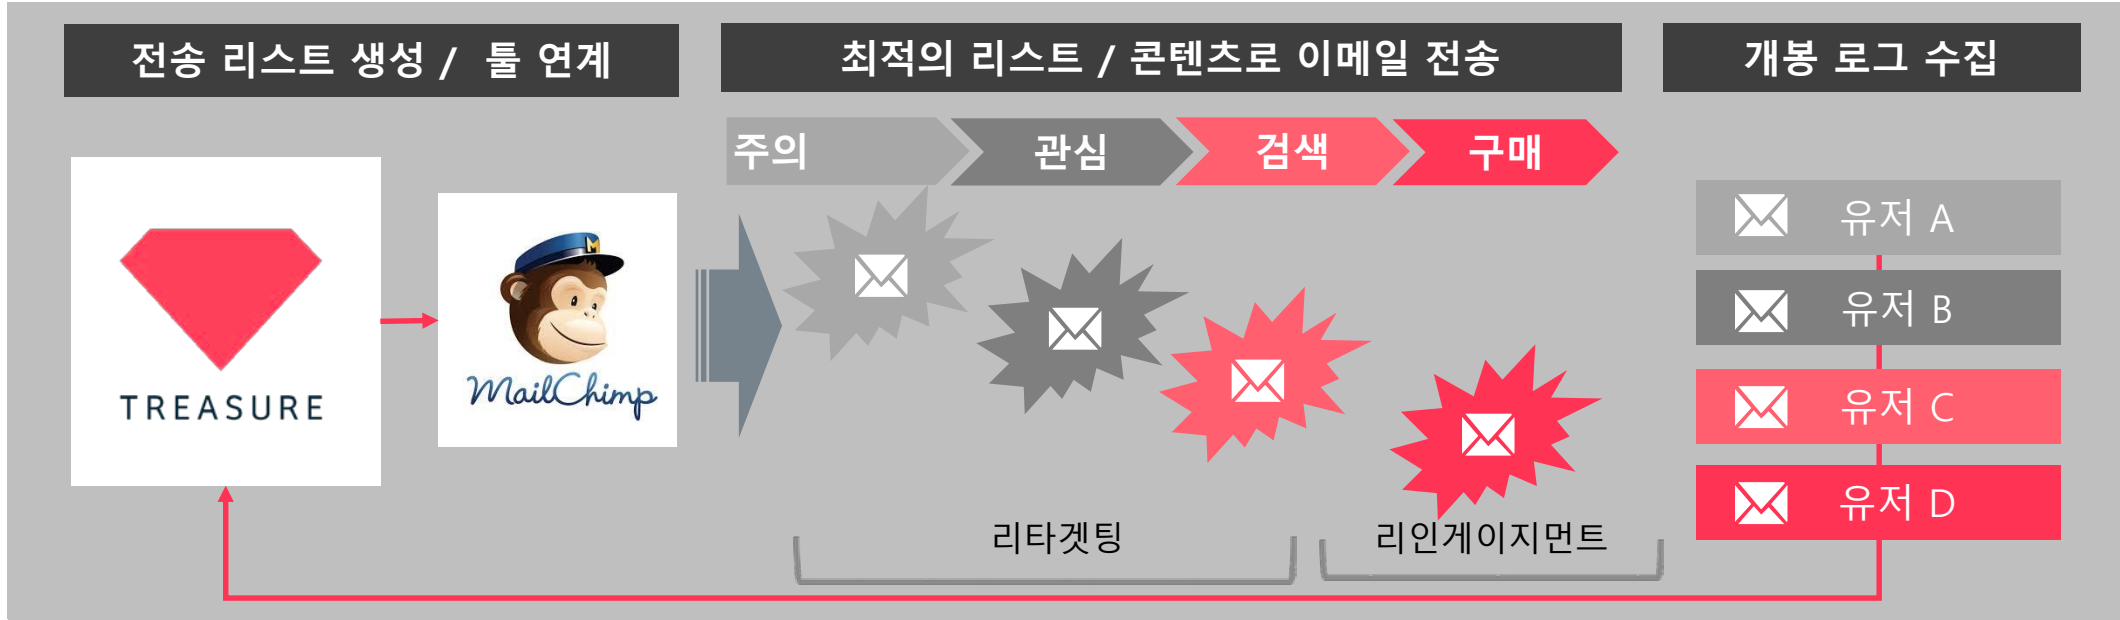 전송 리스트 생성 / 툴 연계
최적의 리스트 / 콘텐츠로 이메일 전송
개봉 로그 수집
주의
관심
검색
구매
TREASURE
M
MailChimp
유저 A
유저 B
유저 C
유저 D
리타겟팅
리인게이지먼트